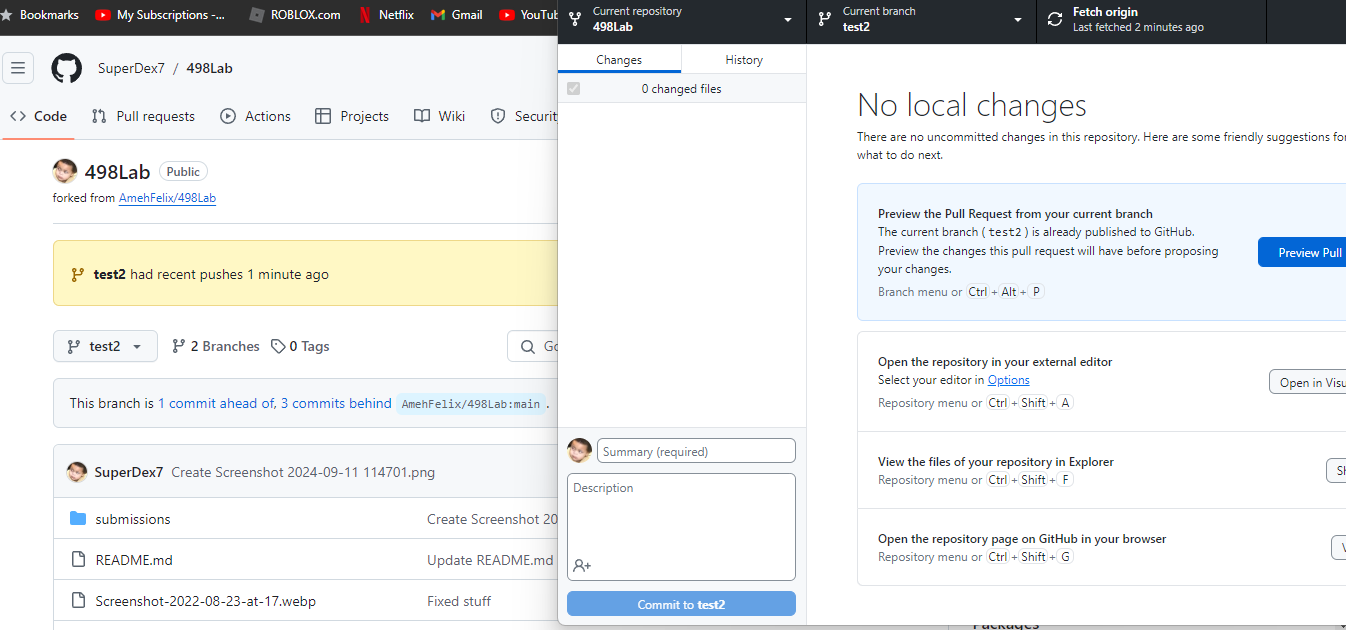 Bookmarks
My Subscriptions -...
ROBLOX.com
Netflix
Gmail
YouTub
SuperDex7 / 498Lab
Code
Pull requests
Actions
Projects
Wiki
Securit
498Lab
Public
forked from AmehFelix/498Lab
test2 had recent pushes 1 minute ago
test2
2 Branches
0 Tags
Go
This branch is 1 commit ahead of, 3 commits behind AmehFelix/498Lab:main .
SuperDex7 Create Screenshot 2024-09-11 114701.png
submissions
Create Screenshot 20
README.md
Update README.md
Screenshot-2022-08-23-at-17.webp
Fixed stuff
Current repository
498Lab
Current branch
test2
Fetch origin
Last fetched 2 minutes ago
Changes
History
0 changed files
Summary (required)
Description
Commit to test2
No local changes
There are no uncommitted changes in this repository. Here are some friendly suggestions for
what to do next.
Preview the Pull Request from your current branch
The current branch ( test2 ) is already published to GitHub.
Preview the changes this pull request will have before proposing
your changes.
Branch menu or Ctrl + Alt + P
Preview Pull
Open the repository in your external editor
Select your editor in Options
Repository menu or Ctrl + Shift + A
Open in Visu
View the files of your repository in Explorer
Repository menu or Ctrl + Shift + F
Sh
Open the repository page on GitHub in your browser
Repository menu or Ctrl + Shift + G
V
Packages